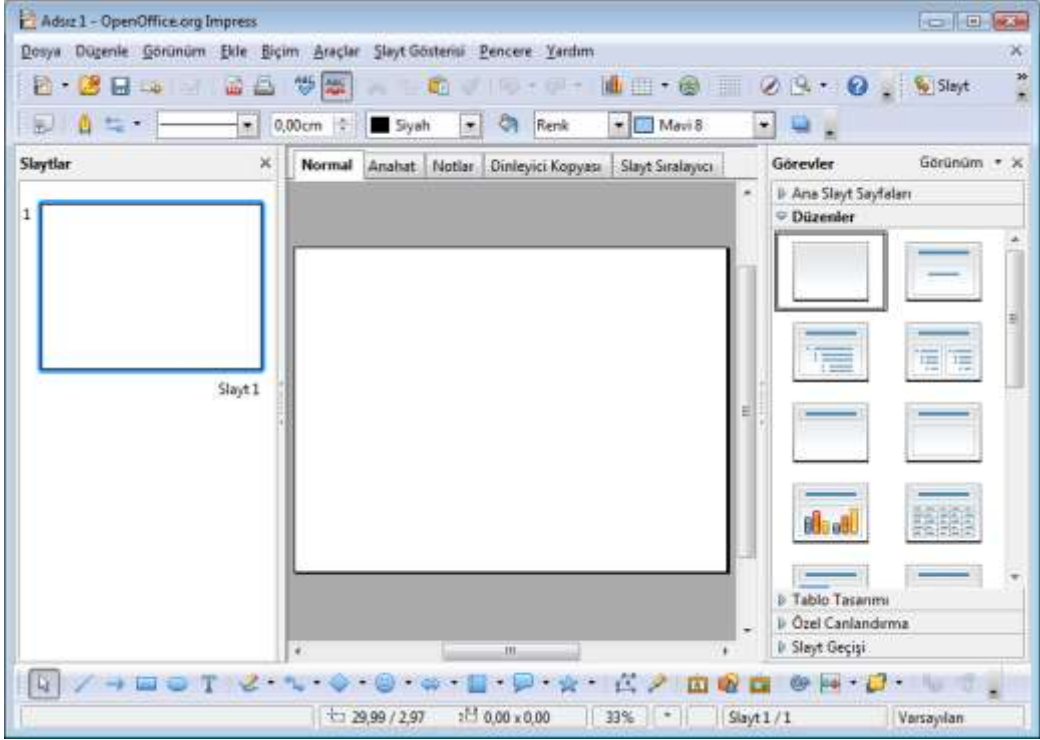 Adsız 1 - OpenOffice.org Impress
Dosya Düzenle Görünüm Ekle Biçim Araçlar Slayt Gösterisi Pencere Yardım
Slayt
0,00cm Siyah Renk Mavi 8
Slaytlar
Normal Anahat Notlar Dinleyici Kopyası Slayt Sıralayıcı
Görevler Görünüm
Ana Slayt Sayfaları
1
Düzenler
Slayt 1
Tablo Tasarımı
Özel Canlandırma
Slayt Geçişi
29,99 / 2,97 0,00 x 0,00 33% * Slayt 1 / 1 Varsayılan